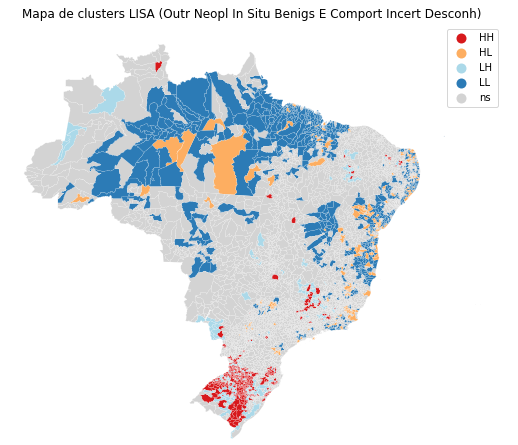 Mapa de clusters LISA (Outr Neopl In Situ Benigs E Comport Incert Desconh)
HH
HL
LH
LL
ns